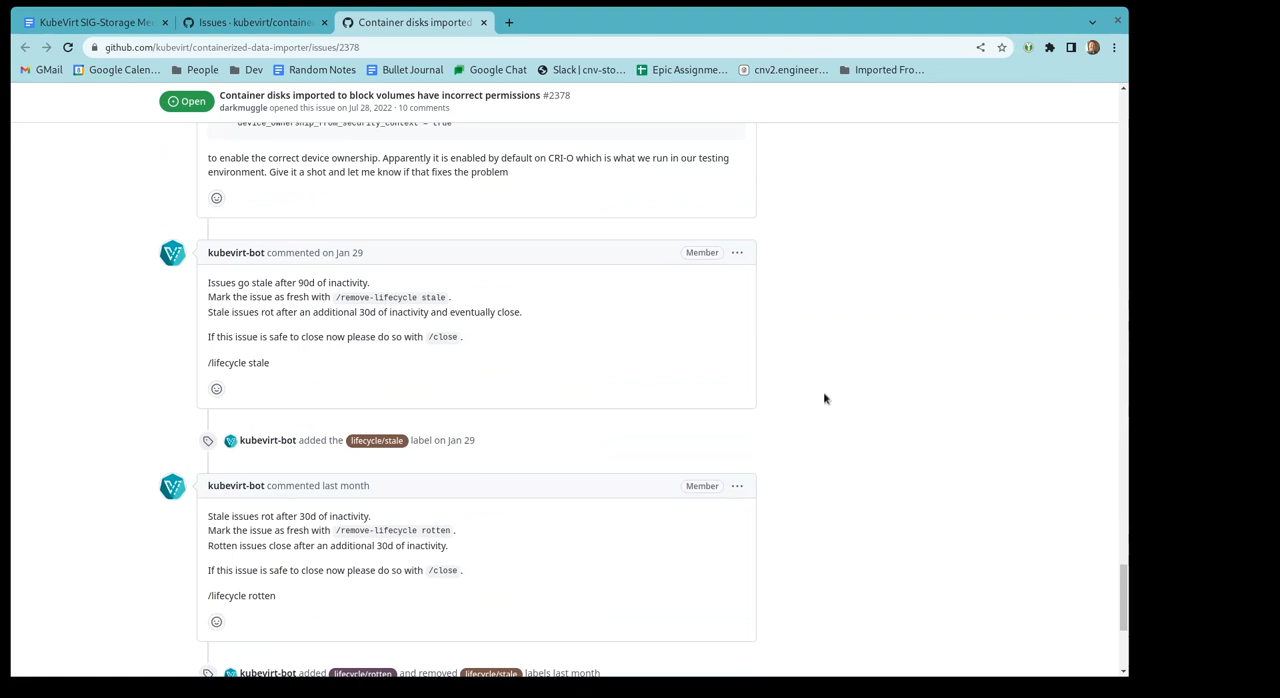 KubeVirt SIG-Storage Me
Issues · kubevirt/containe
Container disks imported
github.com/kubevirt/containerized-data-importer/issues/2378
GMail
Google Calen…
People
Dev
Random Notes
Bullet Journal
Google Chat
Slack | cnv-sto…
Epic Assignme…
cnv2.engineer…
Imported Fro…
Open
Container disks imported to block volumes have incorrect permissions #2378
darkmuggle opened this issue on Jul 28, 2022 · 10 comments
device_ownership_from_security_context = true
to enable the correct device ownership. Apparently it is enabled by default on CRI-O which is what we run in our testing
environment. Give it a shot and let me know if that fixes the problem
kubevirt-bot commented on Jan 29
Member
Issues go stale after 90d of inactivity.
Mark the issue as fresh with /remove-lifecycle stale.
Stale issues rot after an additional 30d of inactivity and eventually close.
If this issue is safe to close now please do so with /close.
/lifecycle stale
kubevirt-bot added the lifecycle/stale label on Jan 29
kubevirt-bot commented last month
Member
Stale issues rot after 30d of inactivity.
Mark the issue as fresh with /remove-lifecycle rotten.
Rotten issues close after an additional 30d of inactivity.
If this issue is safe to close now please do so with /close.
/lifecycle rotten
kubevirt-bot added lifecycle/rotten and removed lifecycle/stale labels last month